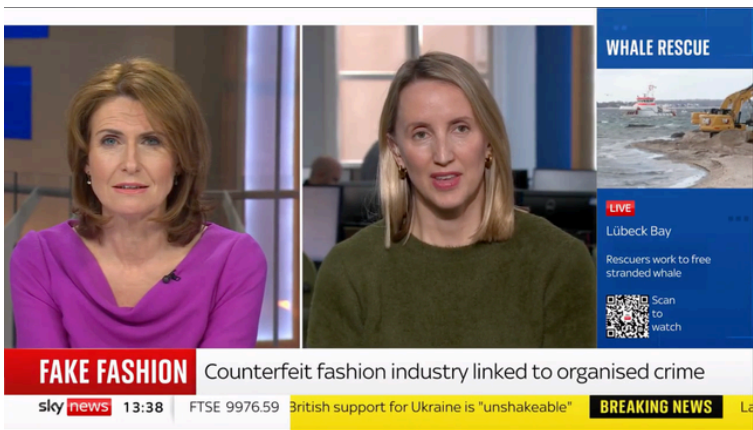 WHALE RESCUE
LIVE
Lübeck Bay
Rescuers work to free
stranded whale
Scan
to
watch
FAKE FASHION
Counterfeit fashion industry linked to organised crime
sky news 13:38 FTSE 9976.59 British support for Ukraine is "unshakeable" BREAKING NEWS